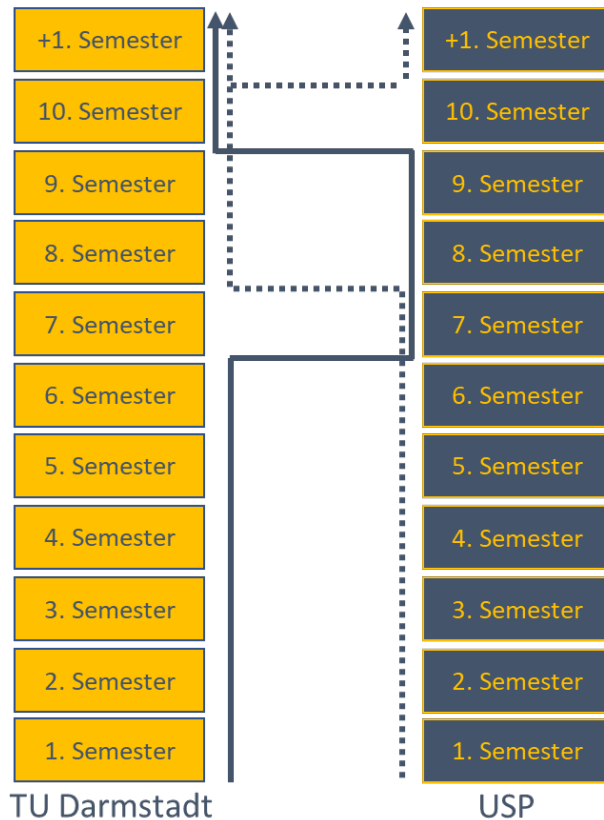 +1. Semester
10. Semester
9. Semester
8. Semester
7. Semester
6. Semester
5. Semester
4. Semester
3. Semester
2. Semester
1. Semester
TU Darmstadt
+1. Semester
10. Semester
9. Semester
8. Semester
7. Semester
6. Semester
5. Semester
4. Semester
3. Semester
2. Semester
1. Semester
USP